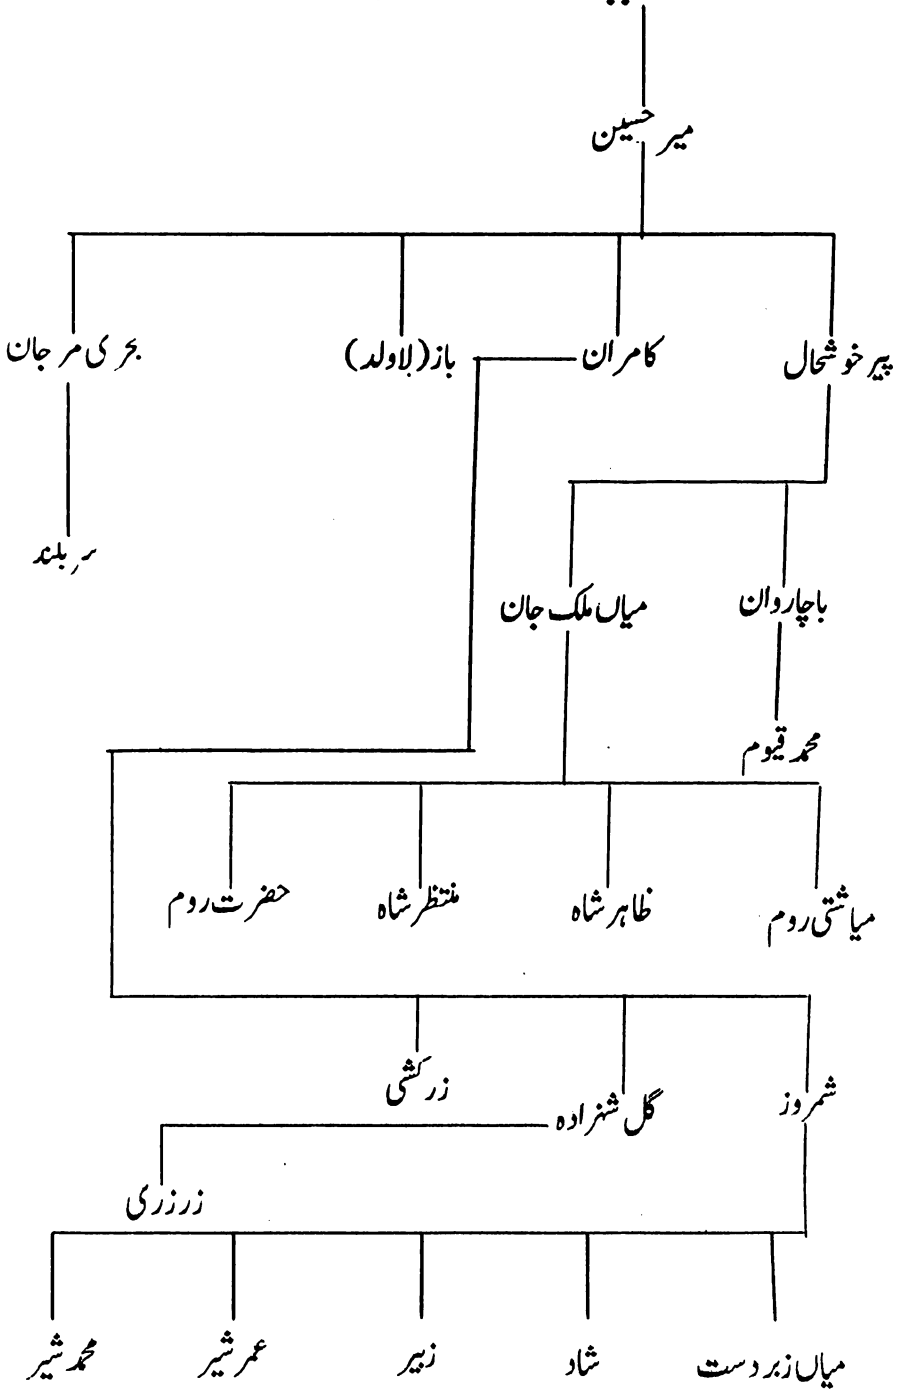 میر حسین
پیر خوشحال
کامران
باز (لاولد)
بحری مرجان
باچاروان
میاں ملک جان
سربلند
محمد قیوم
میاشتی روم
ظاہر شاہ
منتظر شاہ
حضرت روم
شمروز
گل شہزادہ
زرکشی
زرزری
میاں زبردست
شاد
زبیر
عمر شیر
محمد شیر